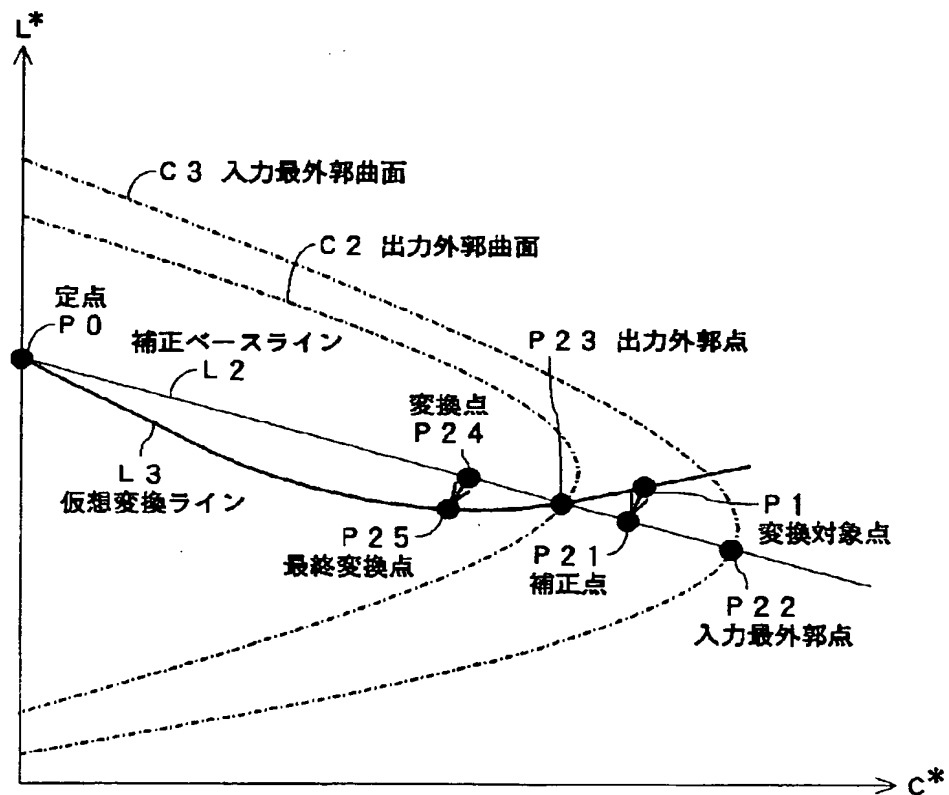 L*
C3 入力最外郭曲面
C2 出力外郭曲面
定点
P0
補正ベースライン
L2
P23 出力外郭点
変換点
P24
L3
仮想変換ライン
P25
最終変換点
P21
補正点
P1
変換対象点
P22
入力最外郭点
C*